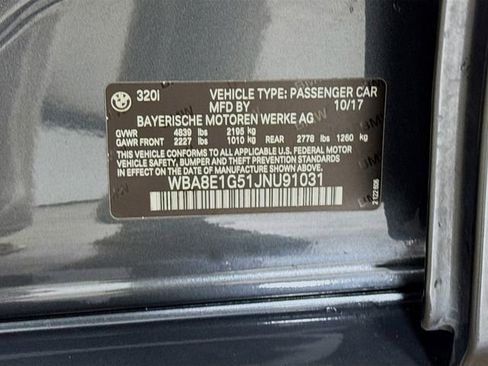 320I VEHICLE TYPE: PASSENGER CAR
MFD BY 10/17
BAYERISCHE MOTOREN WERKE AG
GVWR 4839 lbs 2195 kg
GAWR FRONT 2227 lbs 1010 kg REAR 2778 lbs 1260 kg
THIS VEHICLE CONFORMS TO ALL APPLICABLE U.S. FEDERAL MOTOR
VEHICLE SAFETY, BUMPER, AND THEFT PREVENTION STANDARDS IN
EFFECT ON THE DATE OF MANUFACTURE SHOWN ABOVE.
WBA8E1G51JNU91031